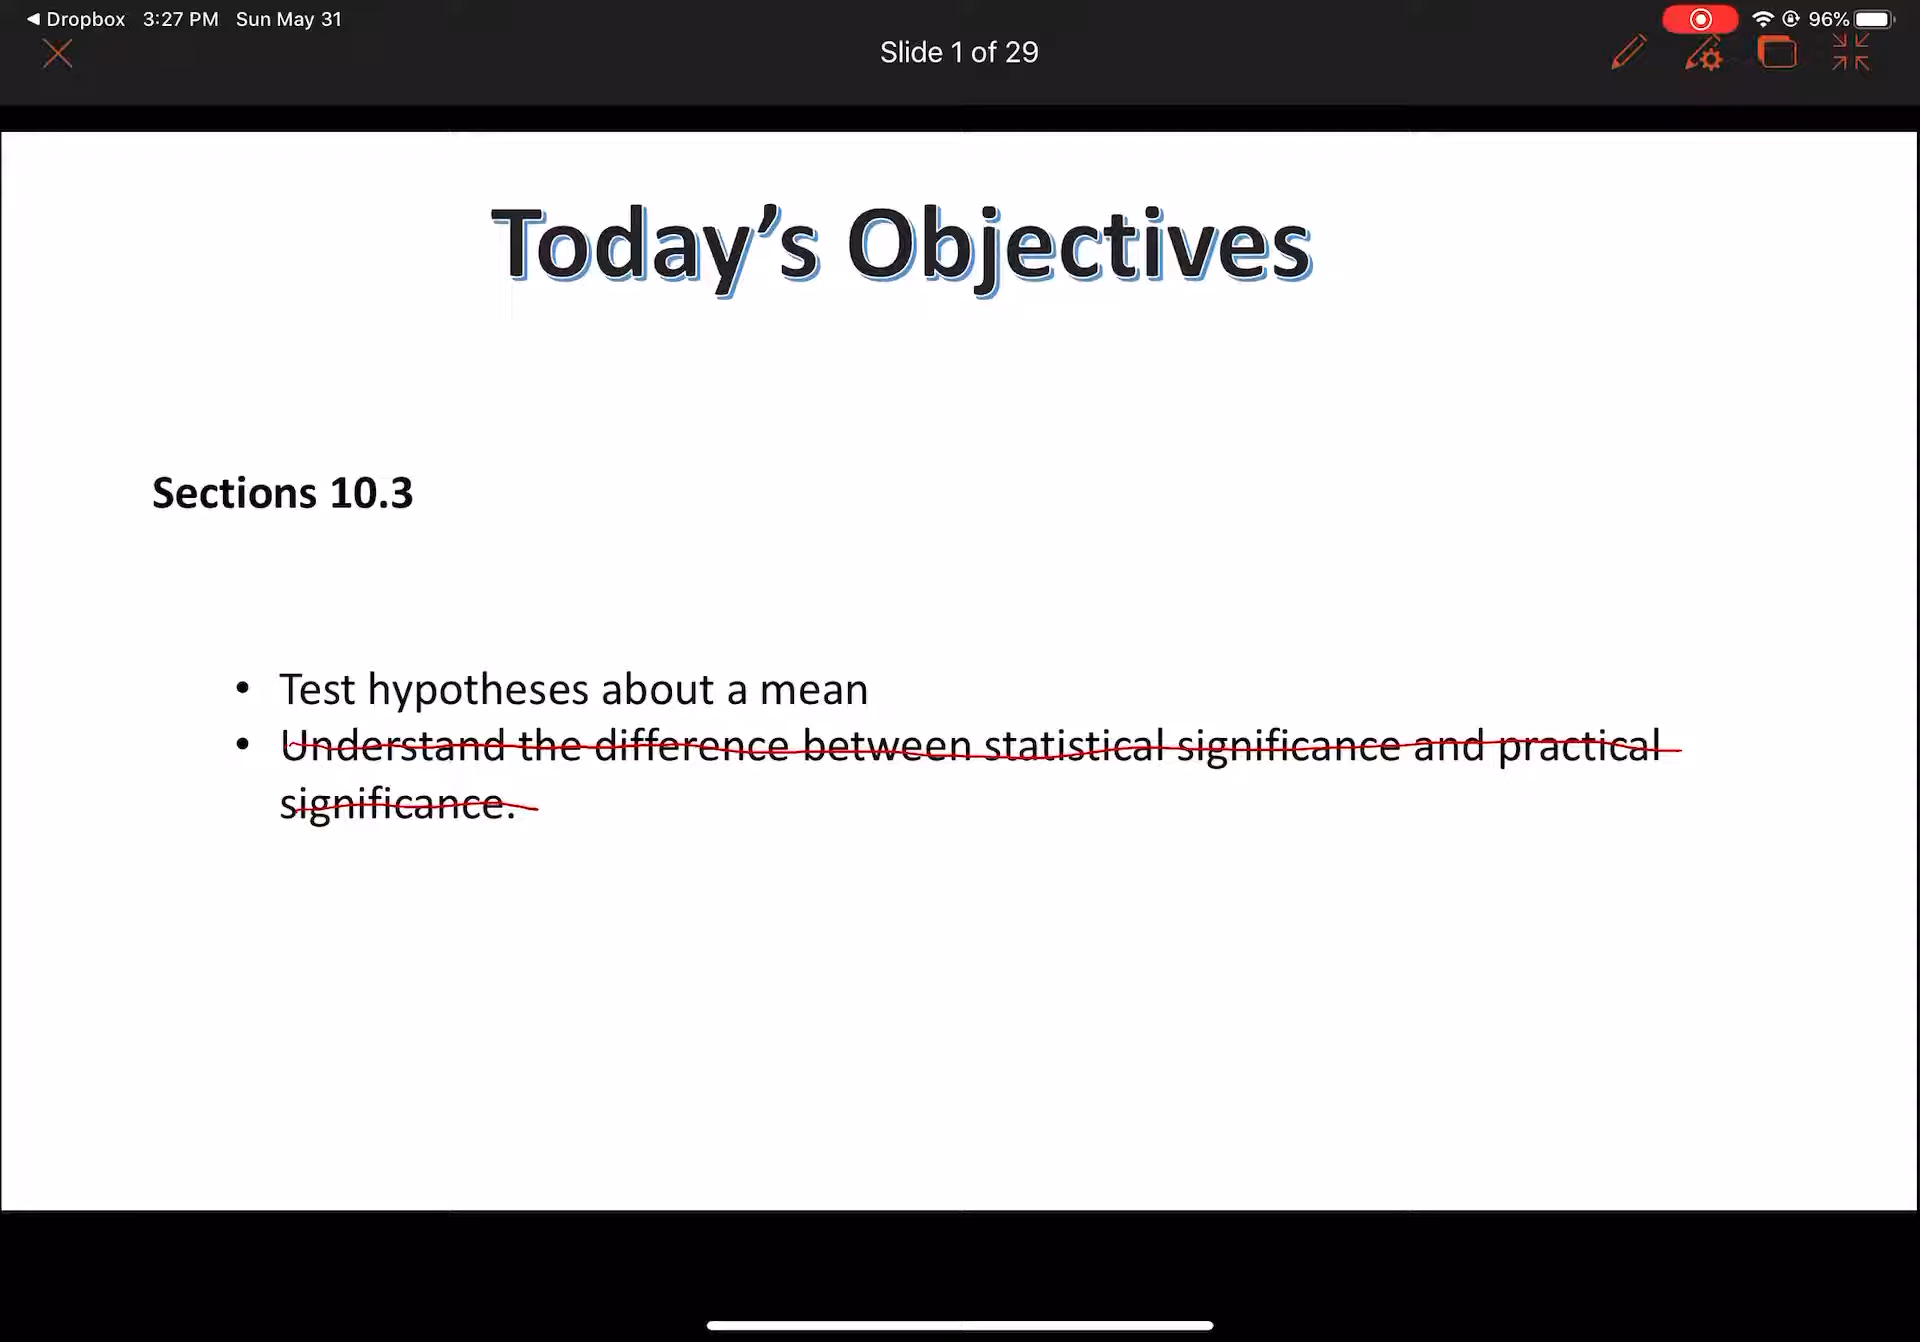 Dropbox 3:27 PM Sun May 31 96%
Slide 1 of 29
Today's Objectives
Sections 10.3
• Test hypotheses about a mean
• Understand the difference between statistical significance and practical
significance.